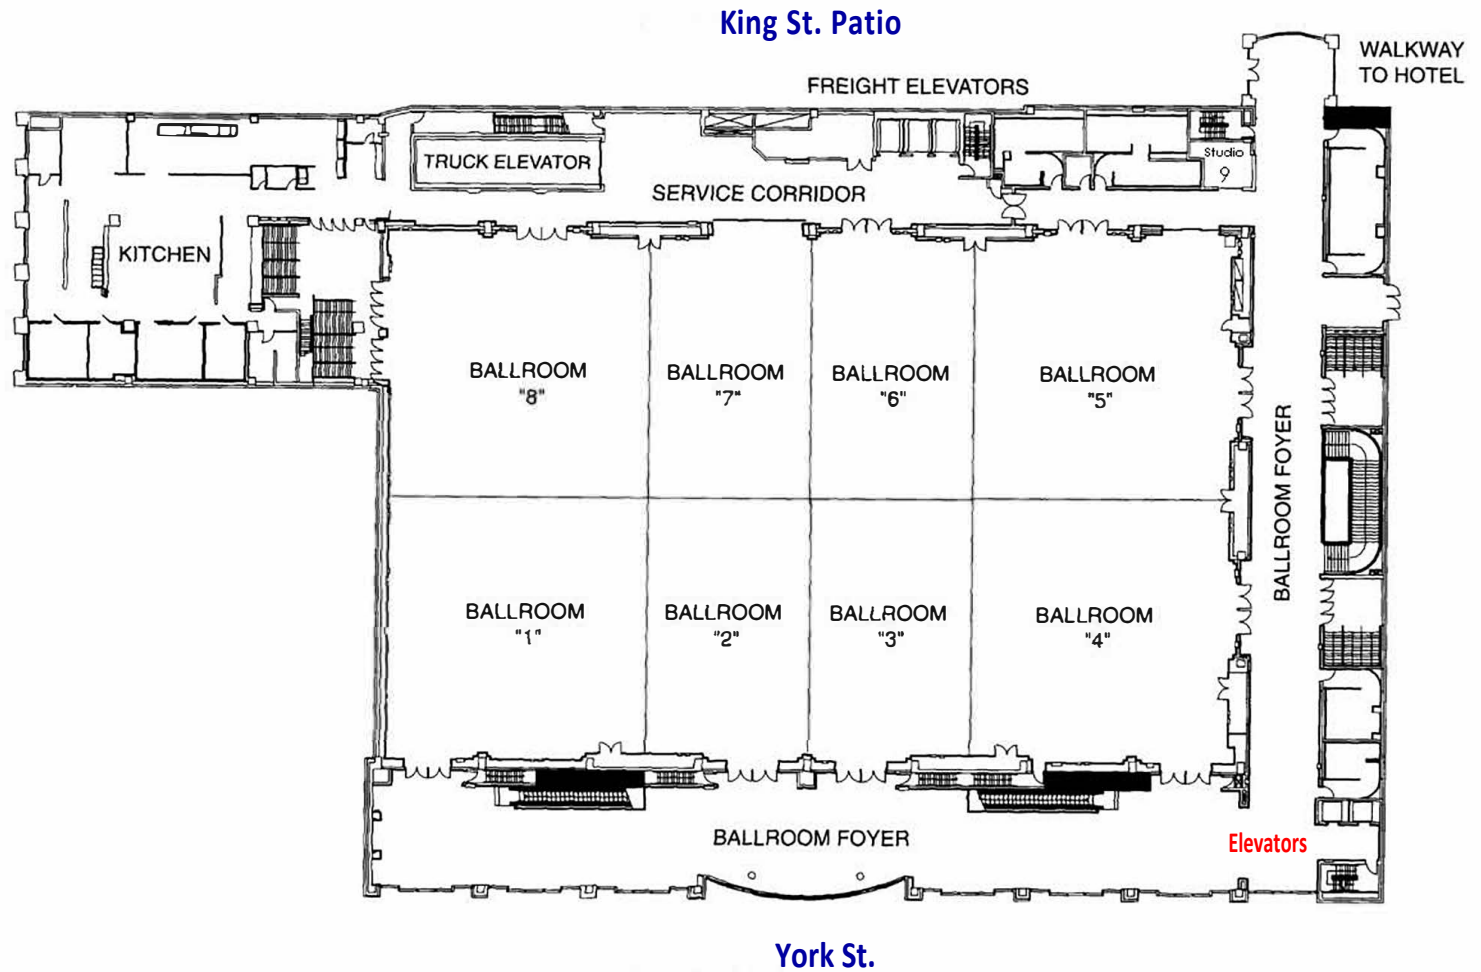 King St. Patio
WALKWAY
TO HOTEL
FREIGHT ELEVATORS
TRUCK ELEVATOR
Studio
9
SERVICE CORRIDOR
KITCHEN
BALLROOM
"8"
BALLROOM
"7"
BALLROOM
"6"
BALLROOM
"5"
BALLROOM FOYER
BALLROOM
"1"
BALLROOM
"2"
BALLROOM
"3"
BALLROOM
"4"
BALLROOM FOYER
Elevators
York St.